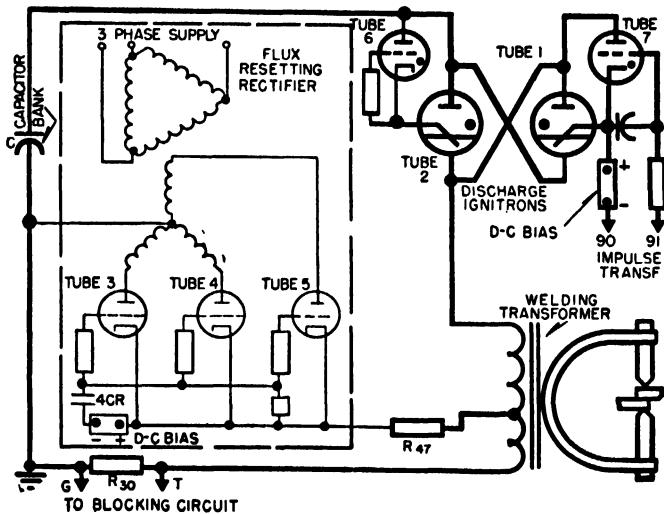 3 PHASE SUPPLY
FLUX
RESETTING
RECTIFIER
TUBE
6
TUBE 1
TUBE
7
CAPACITOR
BANK
C
TUBE
2
DISCHARGE
IGNITRONS
D-C BIAS
+
-
90
91
IMPULSE
TRANSF
TUBE 3
TUBE 4
TUBE 5
WELDING
TRANSFORMER
4CR
- +
D-C BIAS
R47
G
R30
T
TO BLOCKING CIRCUIT